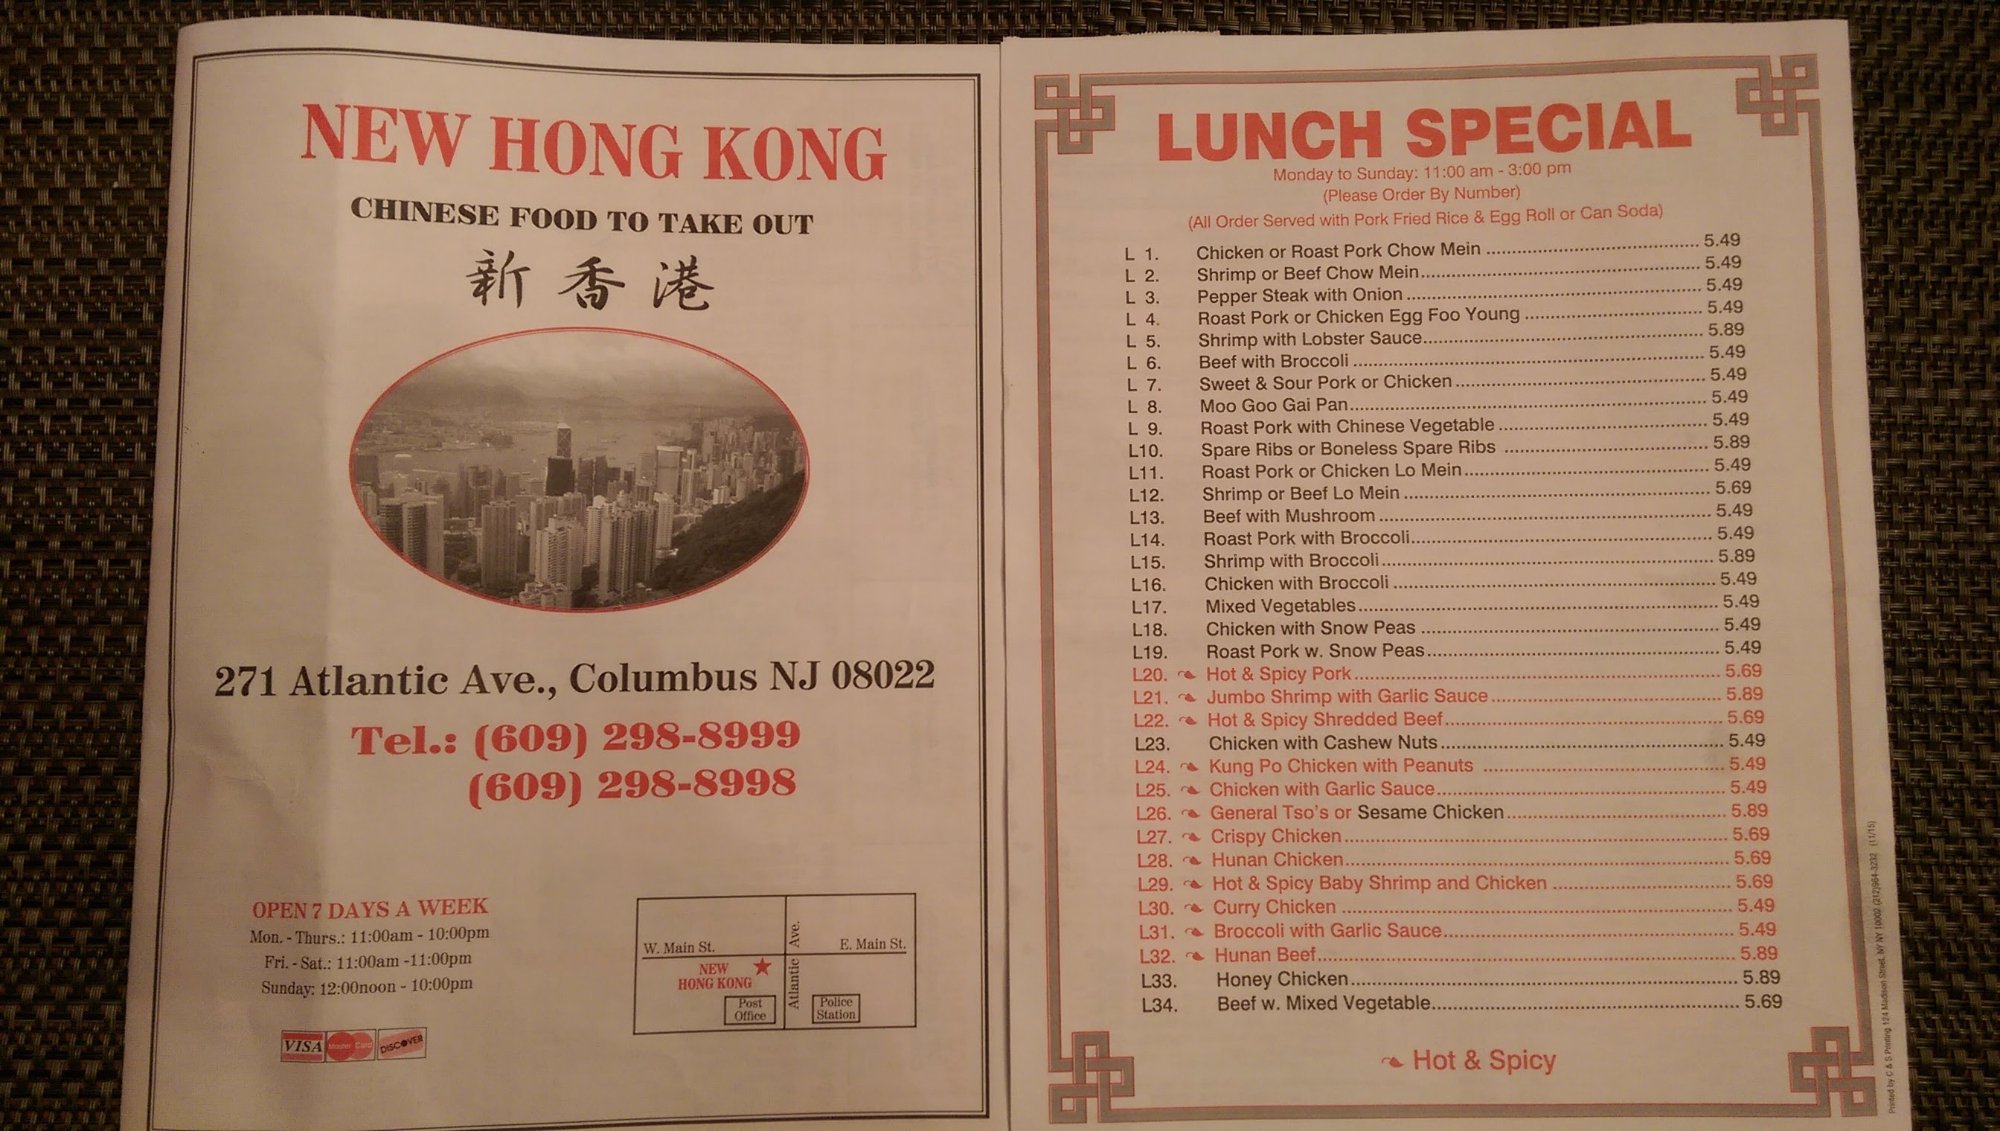 NEW HONG KONG
CHINESE FOOD TO TAKE OUT
新香港
271 Atlantic Ave., Columbus NJ 08022
Tel.: (609) 298-8999
(609) 298-8998
OPEN 7 DAYS A WEEK
Mon. - Thurs.: 11:00am - 10:00pm
Fri. - Sat.: 11:00am -11:00pm
Sunday: 12:00noon - 10:00pm
VISA Master Card DISCOVER
W. Main St.
Atlantic Ave.
E. Main St.
NEW
HONG KONG
Post
Office
Police
Station
LUNCH SPECIAL
Monday to Sunday: 11:00 am - 3:00 pm
(Please Order By Number)
(All Order Served with Pork Fried Rice & Egg Roll or Can Soda)
L 1. Chicken or Roast Pork Chow Mein 5.49
L 2. Shrimp or Beef Chow Mein 5.49
L 3. Pepper Steak with Onion 5.49
L 4. Roast Pork or Chicken Egg Foo Young 5.49
L 5. Shrimp with Lobster Sauce 5.89
L 6. Beef with Broccoli 5.49
L 7. Sweet & Sour Pork or Chicken 5.49
L 8. Moo Goo Gai Pan 5.49
L 9. Roast Pork with Chinese Vegetable 5.49
L10. Spare Ribs or Boneless Spare Ribs 5.89
L11. Roast Pork or Chicken Lo Mein 5.49
L12. Shrimp or Beef Lo Mein 5.69
L13. Beef with Mushroom 5.49
L14. Roast Pork with Broccoli 5.49
L15. Shrimp with Broccoli 5.89
L16. Chicken with Broccoli 5.49
L17. Mixed Vegetables 5.49
L18. Chicken with Snow Peas 5.49
L19. Roast Pork w. Snow Peas 5.49
L20. Hot & Spicy Pork 5.69
L21. Jumbo Shrimp with Garlic Sauce 5.89
L22. Hot & Spicy Shredded Beef 5.69
L23. Chicken with Cashew Nuts 5.49
L24. Kung Po Chicken with Peanuts 5.49
L25. Chicken with Garlic Sauce 5.49
L26. General Tso's or Sesame Chicken 5.89
L27. Crispy Chicken 5.69
L28. Hunan Chicken 5.69
L29. Hot & Spicy Baby Shrimp and Chicken 5.69
L30. Curry Chicken 5.49
L31. Broccoli with Garlic Sauce 5.49
L32. Hunan Beef 5.89
L33. Honey Chicken 5.89
L34. Beef w. Mixed Vegetable 5.69
Hot & Spicy
Printed by C & S Printing 124 Madison Street, NY NY 10002 (212)964-3232 (11/15)